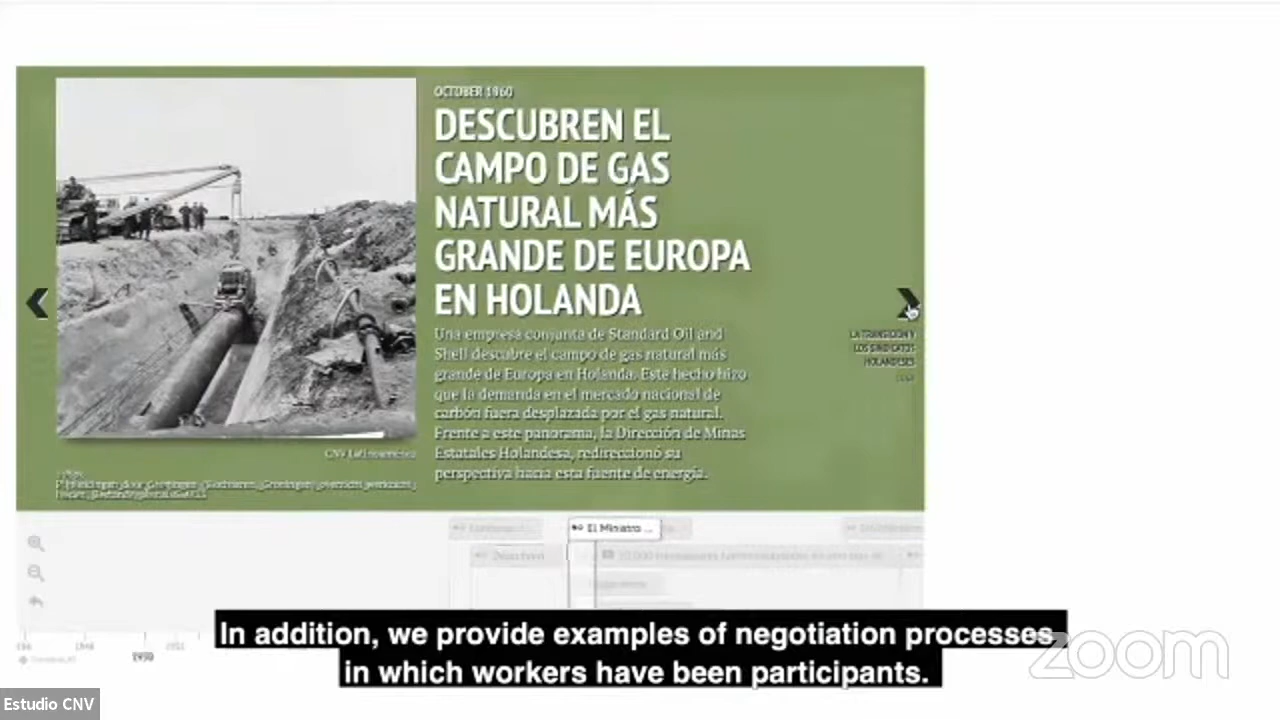 OCTOBER 1960
DESCUBREN EL
CAMPO DE GAS
NATURAL MÁS
GRANDE DE EUROPA
EN HOLANDA
Una empresa conjunta de Standard Oil and
Shell descubre el campo de gas natural más
grande de Europa en Holanda. Este hecho hizo
que la demanda en el mercado nacional de
carbón fuera desplazada por el gas natural.
Frente a este panorama, la Dirección de Minas
Estatales Holandesa, redireccionó su
perspectiva hacia esta fuente de energía.
LA TRANSICIÓN Y
LOS SINDICATOS
HOLANDESES
CNV Latinoamérica
El Ministro ...
In addition, we provide examples of negotiation processes
in which workers have been participants.
zoom
Estudio CNV